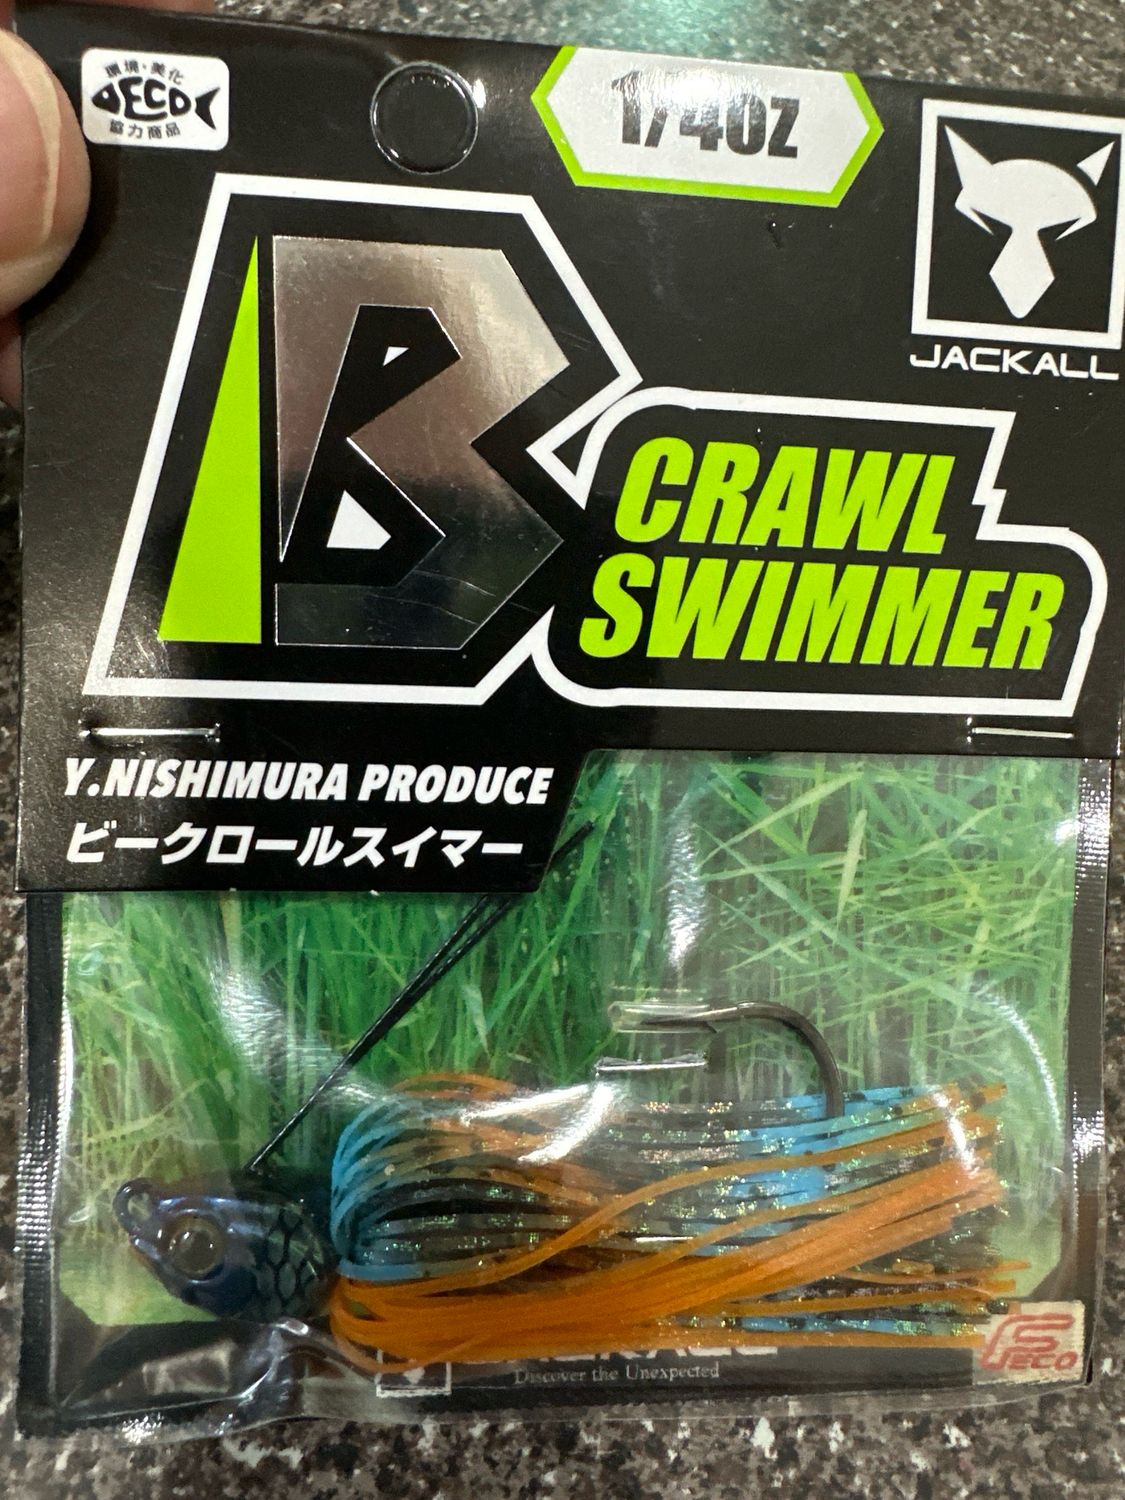 環境・美化
ECO
協力商品
1/4OZ
JACKALL
B
CRAWL
SWIMMER
Y.NISHIMURA PRODUCE
ビークロールスイマー
Discover the Unexpected
FECO